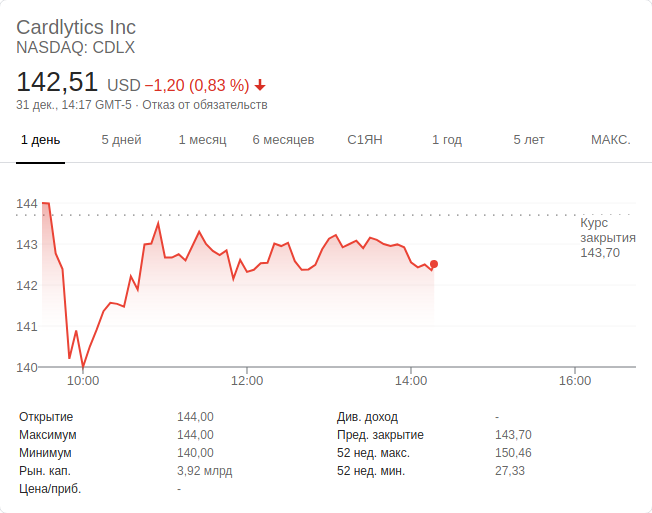 Cardlytics Inc
NASDAQ: CDLX
142,51 USD −1,20 (0,83 %)
31 дек., 14:17 GMT-5 · Отказ от обязательств
1 день 5 дней 1 месяц 6 месяцев С1ЯН 1 год 5 лет МАКС.
144
Курс
143
закрытия
143,70
142
141
140
10:00 12:00 14:00 16:00
Открытие 144,00 Див. доход -
Максимум 144,00 Пред. закрытие 143,70
Минимум 140,00 52 нед. макс. 150,46
Рын. кап. 3,92 млрд 52 нед. мин. 27,33
Цена/приб. -